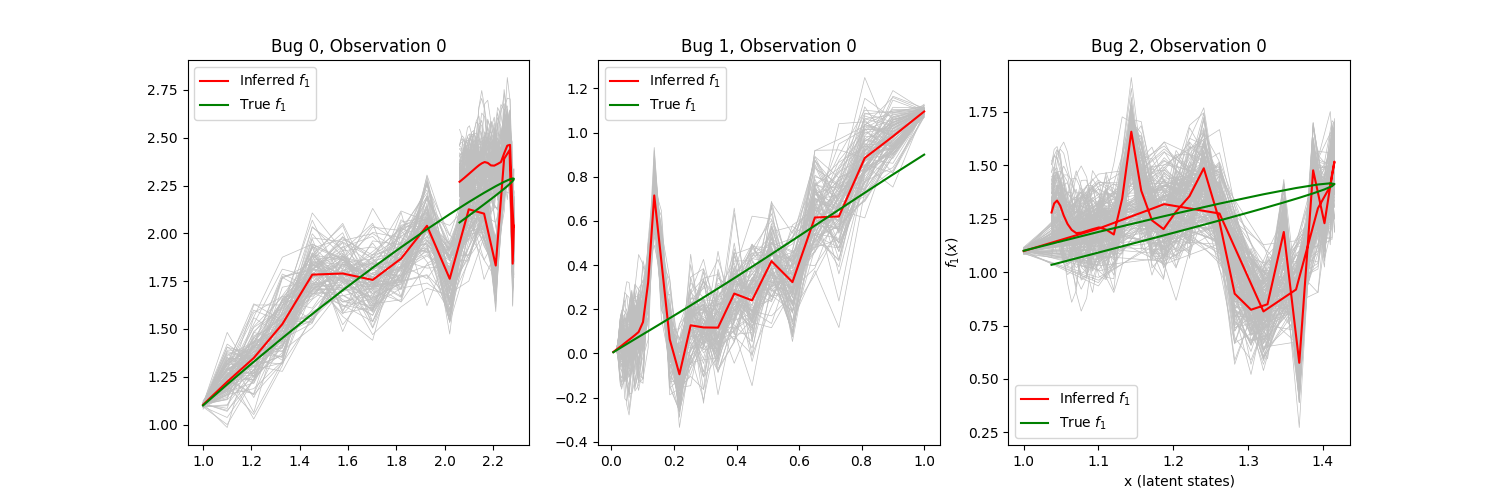 Bug 0, Observation 0
Inferred f₁
True f₁
2.75
2.50
2.25
2.00
1.75
1.50
1.25
1.00
1.0 1.2 1.4 1.6 1.8 2.0 2.2
Bug 1, Observation 0
Inferred f₁
True f₁
1.2
1.0
0.8
0.6
0.4
0.2
0.0
−0.2
−0.4
0.0 0.2 0.4 0.6 0.8 1.0
Bug 2, Observation 0
f₁(x)
1.75
1.50
1.25
1.00
0.75
0.50
0.25
Inferred f₁
True f₁
1.0 1.1 1.2 1.3 1.4
x (latent states)